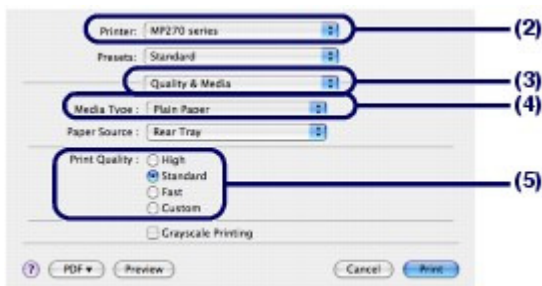 Printer: MP270 series (2)
Presets: Standard
Quality & Media (3)
Media Type: Plain Paper (4)
Paper Source: Rear Tray
Print Quality: High
Standard (5)
Fast
Custom
Grayscale Printing
? PDF ▾ Preview Cancel Print